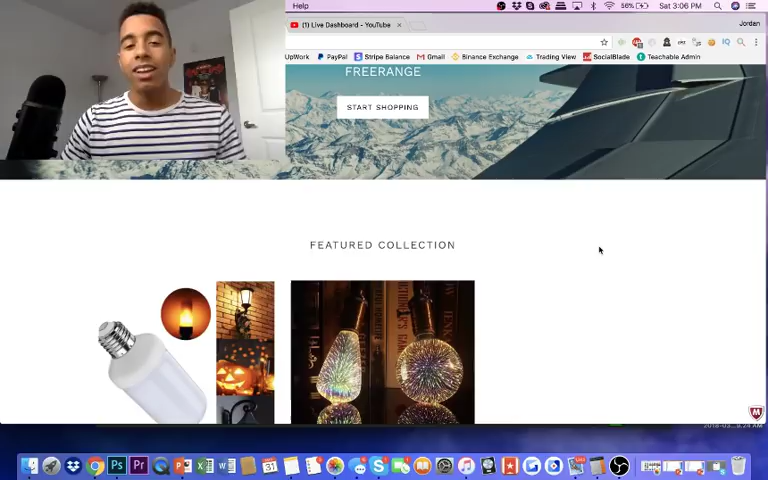 Help
56%
Sat 3:06 PM
(1) Live Dashboard - YouTube
Jordan
UpWork PayPal Stripe Balance Gmail Binance Exchange Trading View SocialBlade Teachable Admin
FREERANGE
START SHOPPING
FEATURED COLLECTION